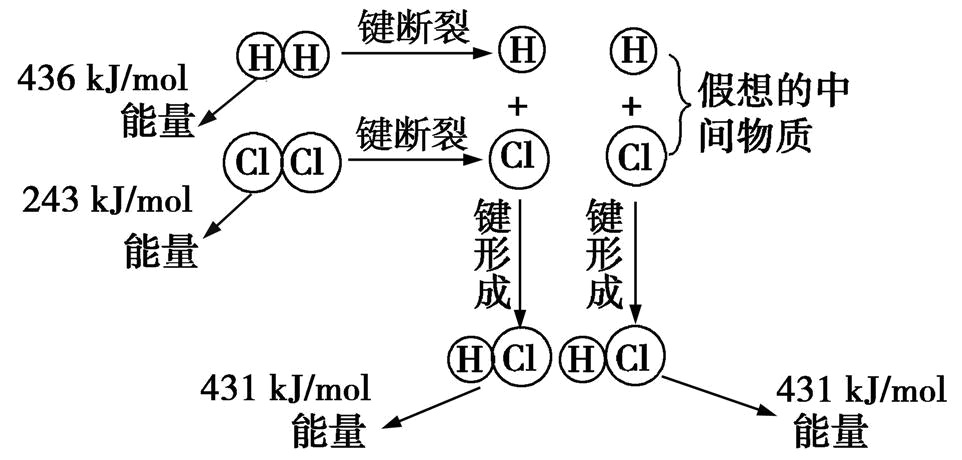 H H 键断裂 H H
436 kJ/mol
能量
+ +
假想的中
间物质
Cl Cl 键断裂 Cl Cl
243 kJ/mol
能量
键形成 键形成
H Cl H Cl
431 kJ/mol
能量
431 kJ/mol
能量